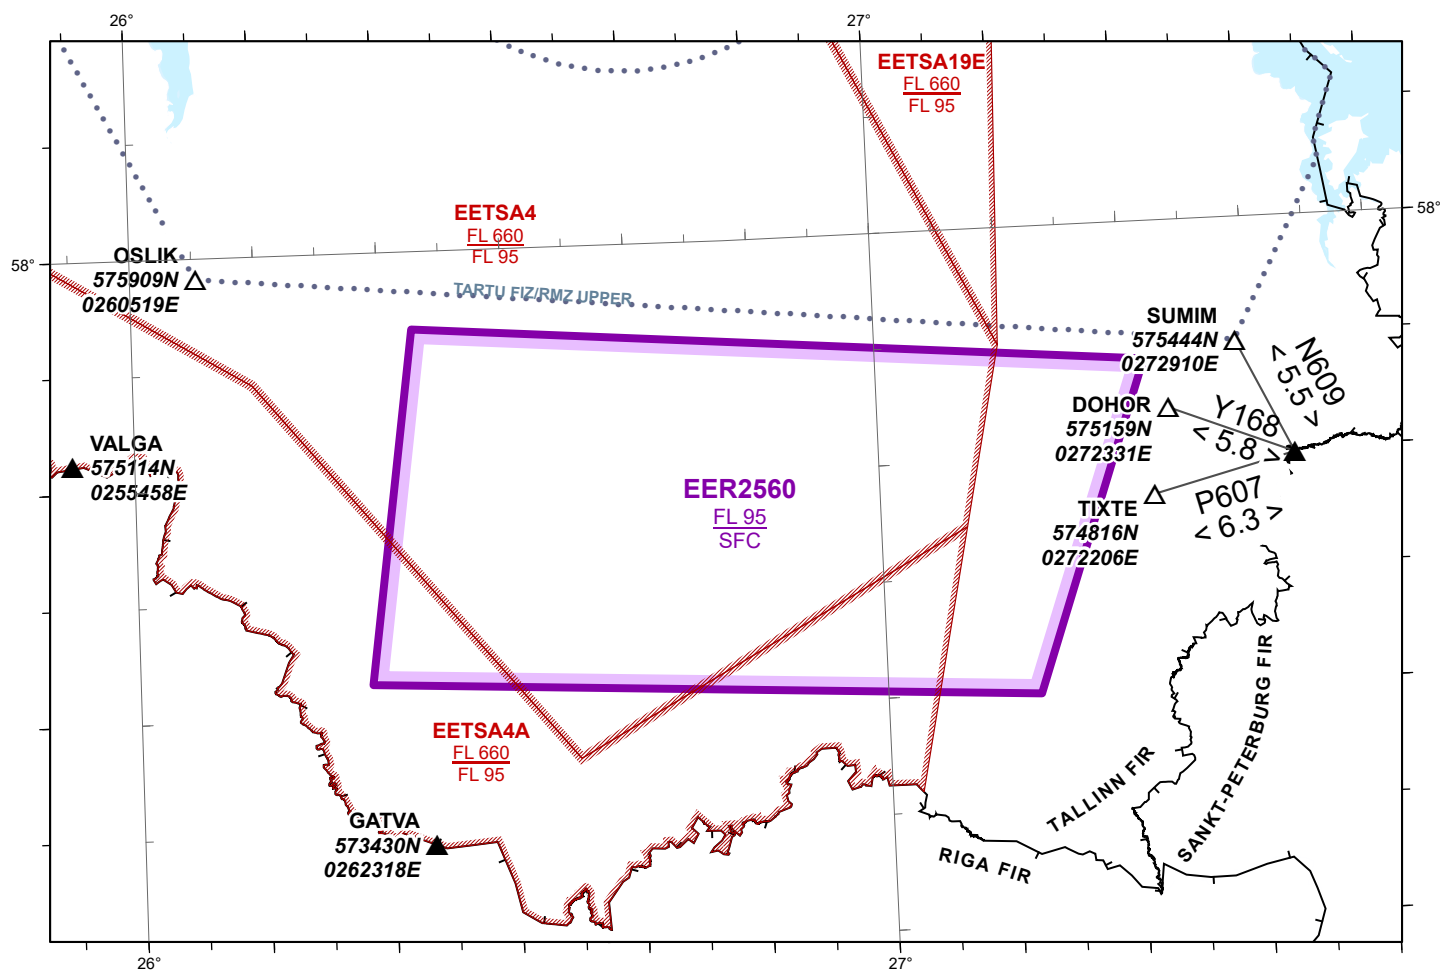 26°
27°
EETSA19E
FL 660
FL 95
58°
EETSA4
FL 660
FL 95
OSLIK
575909N
0260519E
58°
TARTU FIZ/RMZ UPPER
SUMIM
575444N
0272910E
N609
< 5.5 >
DOHOR
575159N
0272331E
Y168
< 5.8 >
VALGA
575114N
0255458E
EER2560
FL 95
SFC
P607
< 6.3 >
TIXTE
574816N
0272206E
EETSA4A
FL 660
FL 95
TALLINN FIR
SANKT-PETERBURG FIR
GATVA
573430N
0262318E
RIGA FIR
26°
27°